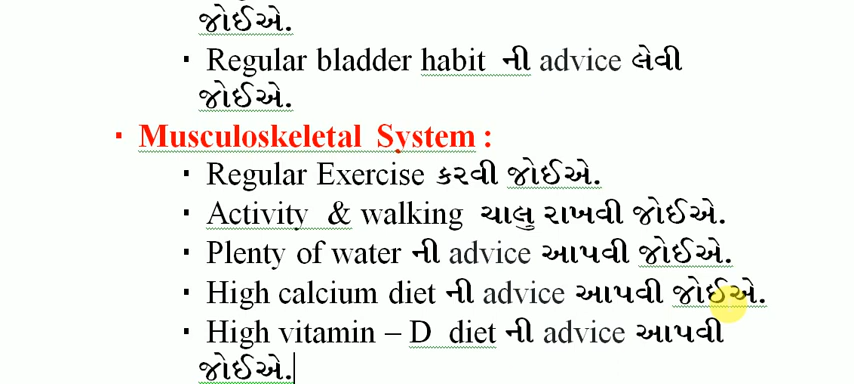 જોઈએ.
▪ Regular bladder habit ની advice લેવી
જોઈએ.
▪ Musculoskeletal System :
▪ Regular Exercise કરવી જોઈએ.
▪ Activity & walking ચાલુ રાખવી જોઈએ.
▪ Plenty of water ની advice આપવી જોઈએ.
▪ High calcium diet ની advice આપવી જોઈએ.
▪ High vitamin – D diet ની advice આપવી
જોઈએ.